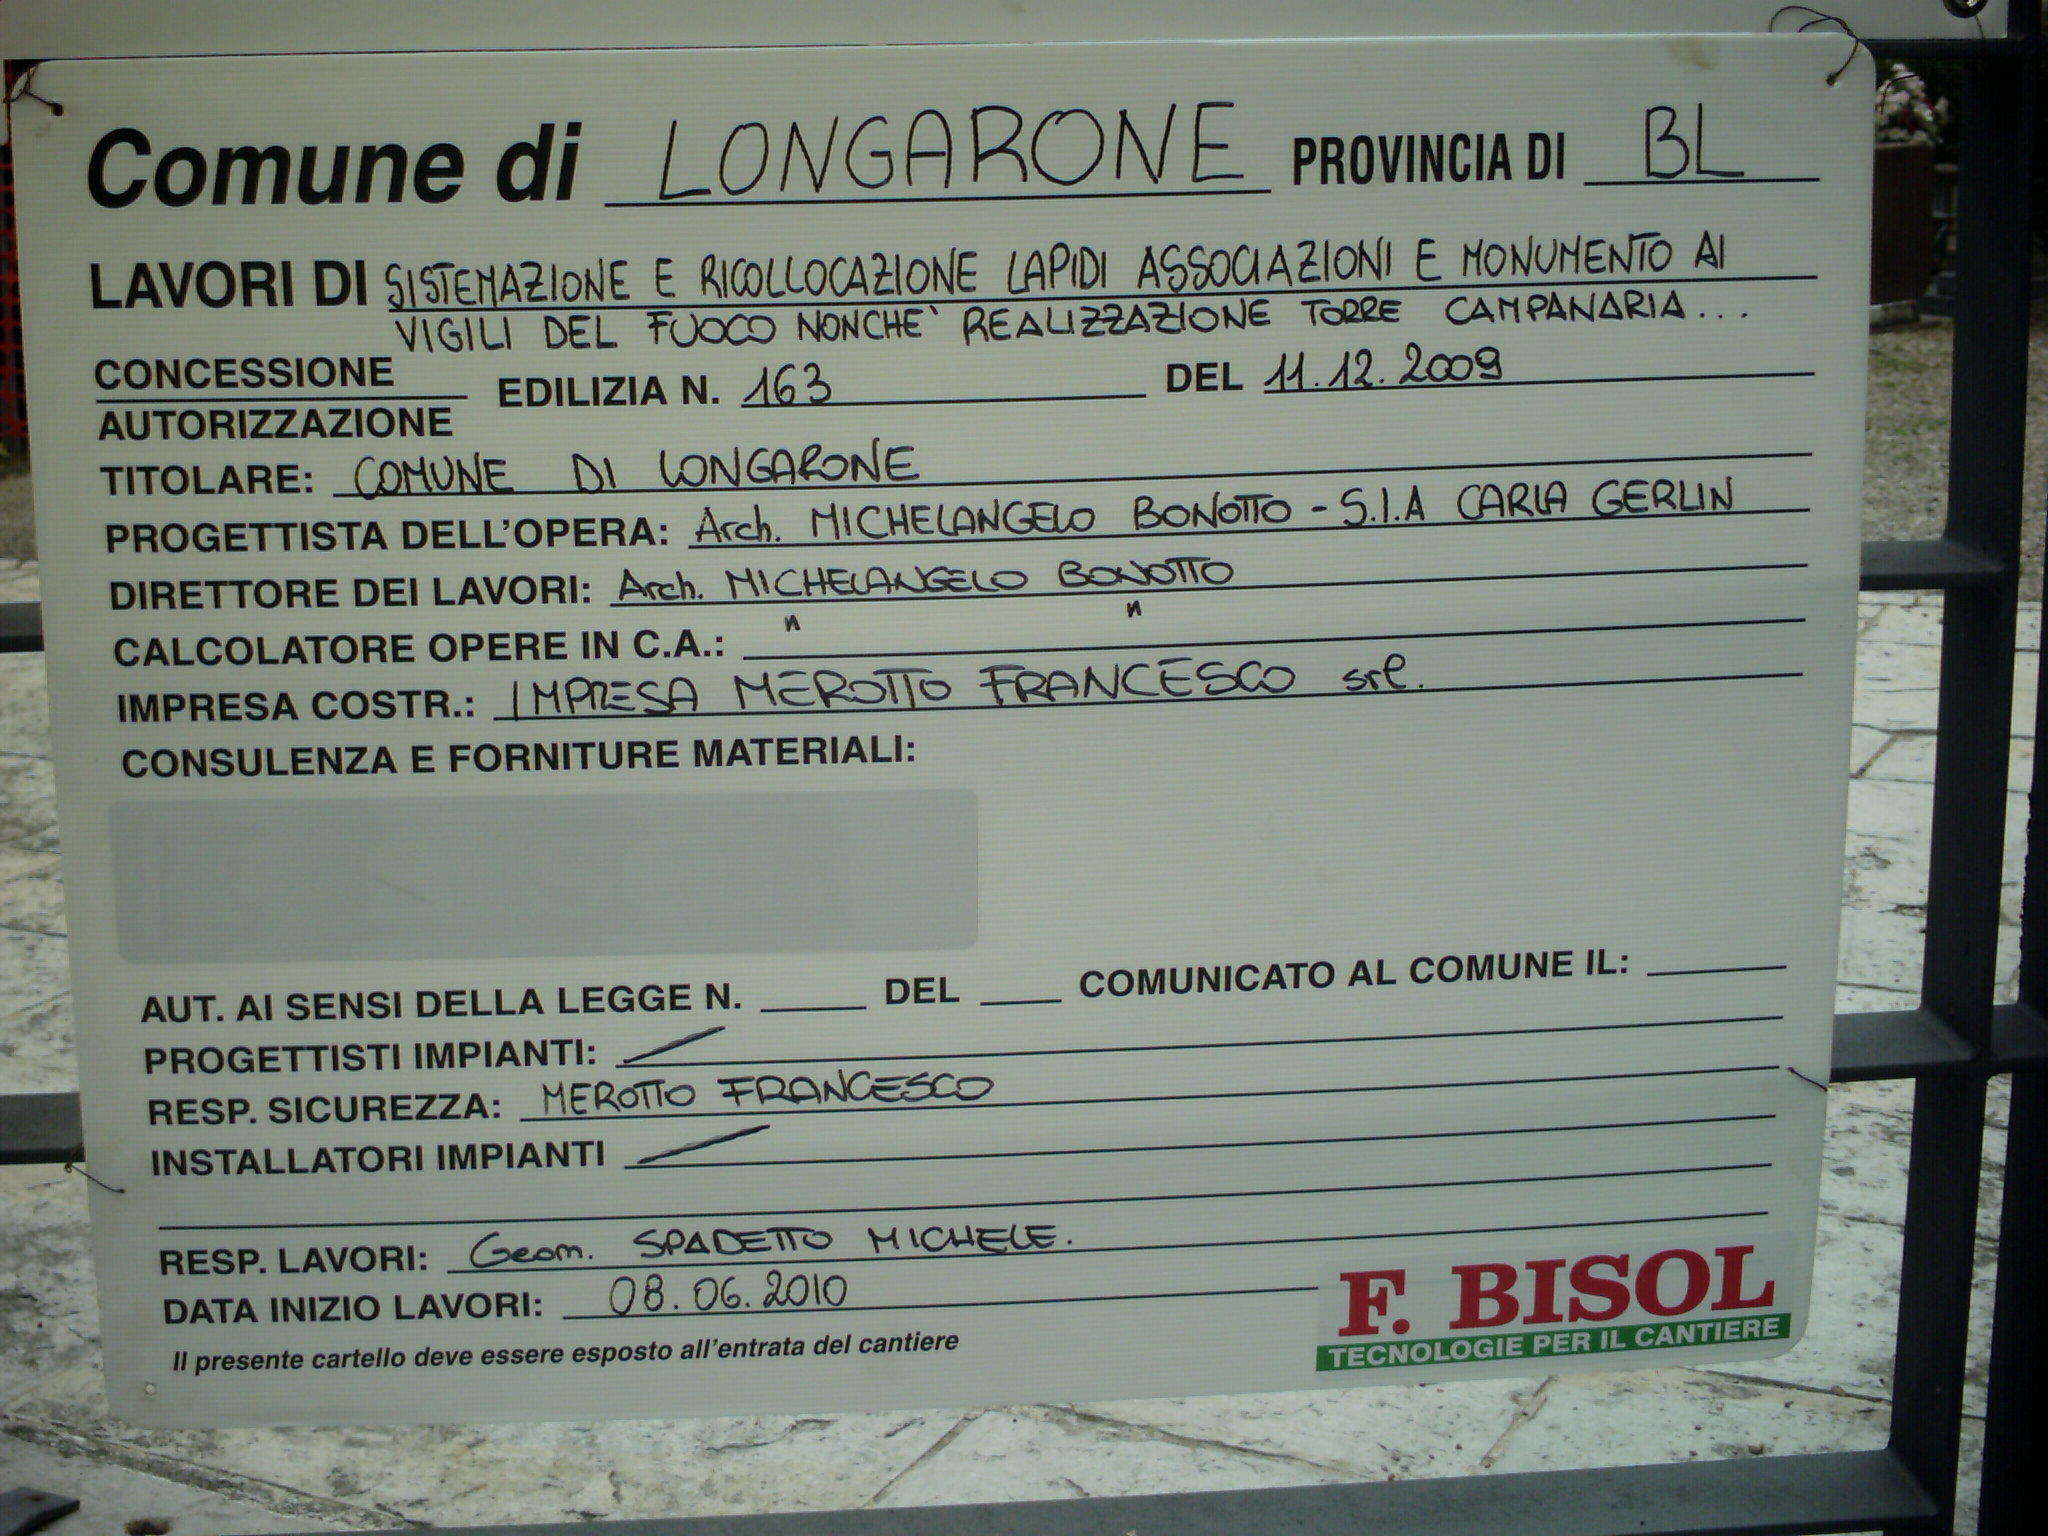 Comune di LONGARONE PROVINCIA DI BL
LAVORI DI SISTEMAZIONE E RICOLLOCAZIONE LAPIDI ASSOCIAZIONI E MONUMENTO AI
VIGILI DEL FUOCO NONCHE` REALIZZAZIONE TORRE CAMPANARIA...
CONCESSIONE
EDILIZIA N. 163 DEL 11.12.2009
AUTORIZZAZIONE
TITOLARE: COMUNE DI LONGARONE
PROGETTISTA DELL'OPERA: Arch. MICHELANGELO BONOTTO - S.I.A CARLA GERLIN
DIRETTORE DEI LAVORI: Arch. MICHELANGELO BONOTTO
CALCOLATORE OPERE IN C.A.: " "
IMPRESA COSTR.: IMPRESA MEROTTO FRANCESCO srl.
CONSULENZA E FORNITURE MATERIALI:
AUT. AI SENSI DELLA LEGGE N. ____ DEL ____ COMUNICATO AL COMUNE IL: ____
PROGETTISTI IMPIANTI: /
RESP. SICUREZZA: MEROTTO FRANCESCO
INSTALLATORI IMPIANTI /
RESP. LAVORI: Geom. SPADETTO MICHELE.
DATA INIZIO LAVORI: 08.06.2010
Il presente cartello deve essere esposto all'entrata del cantiere
F. BISOL
TECNOLOGIE PER IL CANTIERE